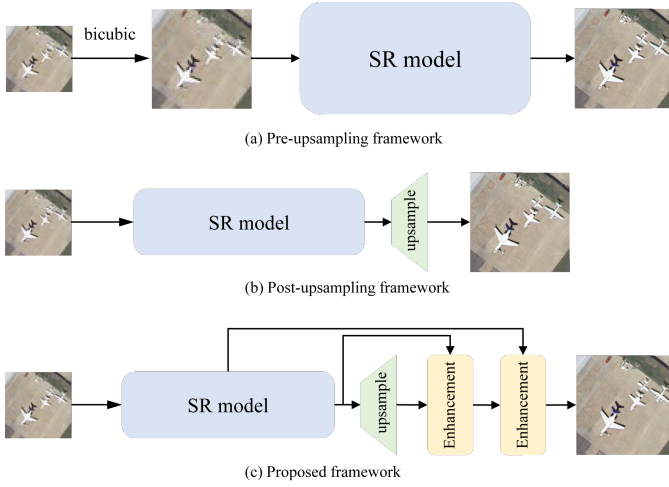 bicubic
SR model
(a) Pre-upsampling framework
SR model
upsample
(b) Post-upsampling framework
SR model
upsample
Enhancement
Enhancement
(c) Proposed framework